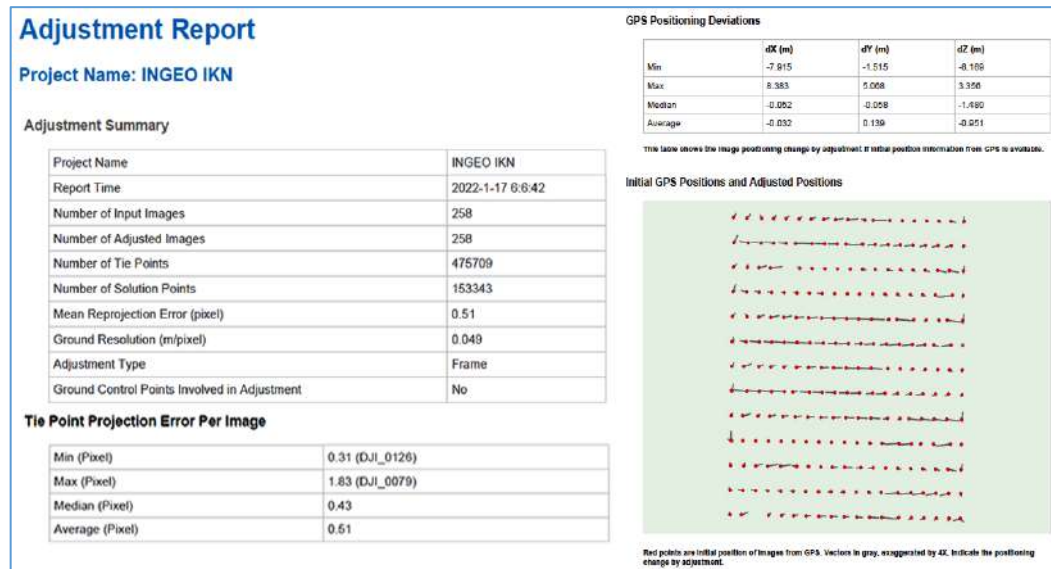 Adjustment Report
Project Name: INGEO IKN
Adjustment Summary
Project Name INGEO IKN
Report Time 2022-1-17 6:6:42
Number of Input Images 258
Number of Adjusted Images 258
Number of Tie Points 475709
Number of Solution Points 153343
Mean Reprojection Error (pixel) 0.51
Ground Resolution (m/pixel) 0.049
Adjustment Type Frame
Ground Control Points Involved in Adjustment No
Tie Point Projection Error Per Image
Min (Pixel) 0.31 (DJI_0126)
Max (Pixel) 1.83 (DJI_0079)
Median (Pixel) 0.43
Average (Pixel) 0.51
GPS Positioning Deviations
dX (m) dY (m) dZ (m)
Min -7.915 -1.515
Max 8.383 3.356
Median -0.052 -0.058 -1.480
Average -0.032 0.139 -0.951
This table shows the image positioning change by adjustment if initial position information from GPS is available.
Initial GPS Positions and Adjusted Positions
Red points are initial position of images from GPS. Vectors in gray, exaggerated by 4X, indicate the positioning
change by adjustment.